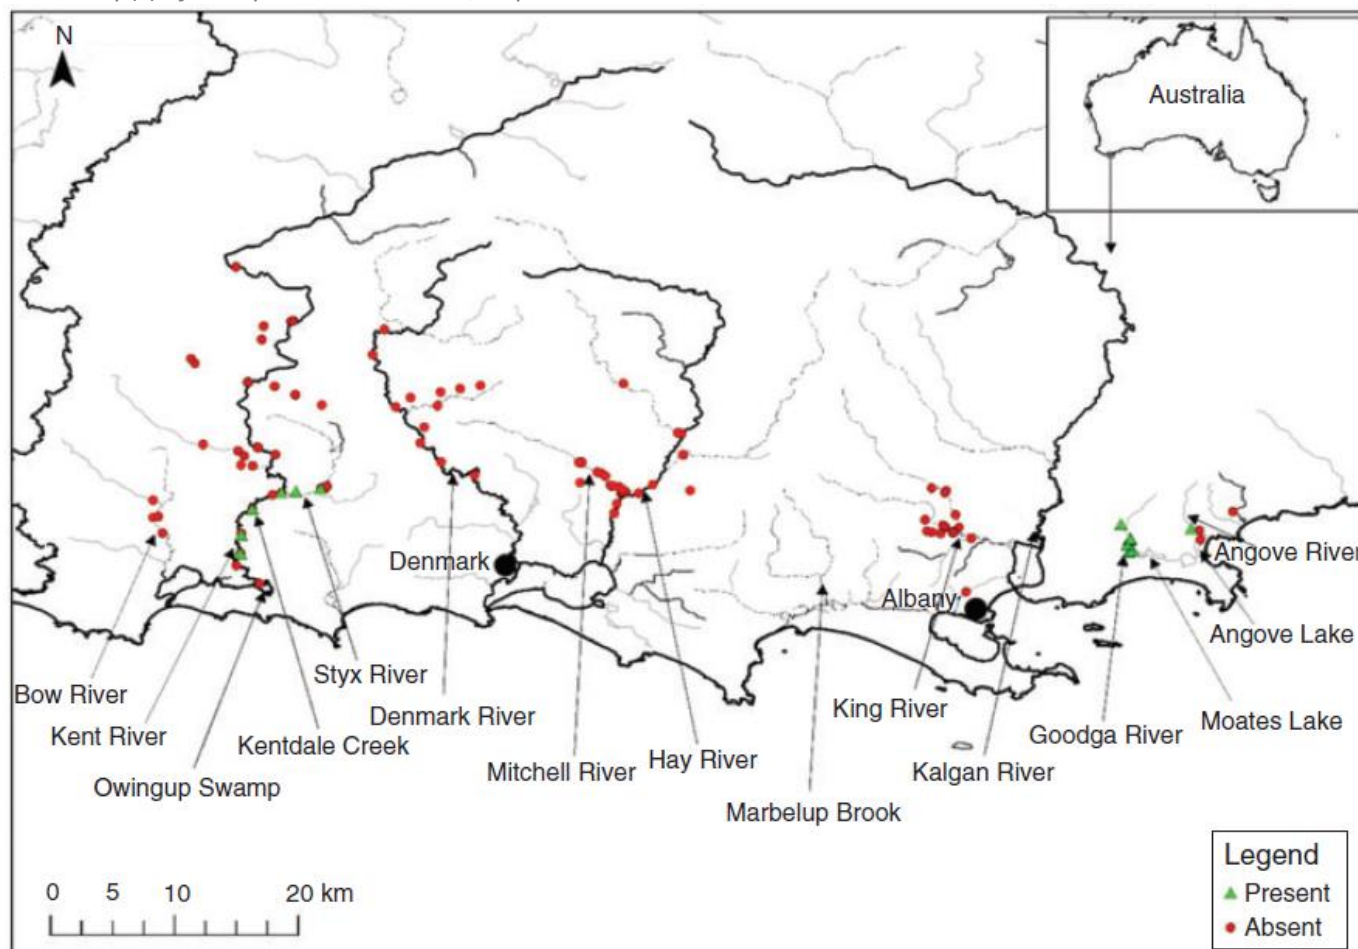 N
Australia
Denmark
Albany
Angove River
Angove Lake
Styx River
Bow River
Denmark River
King River
Moates Lake
Kent River
Kentdale Creek
Goodga River
Mitchell River
Hay River
Kalgan River
Owingup Swamp
Marbelup Brook
Legend
Present
Absent
0 5 10 20 km